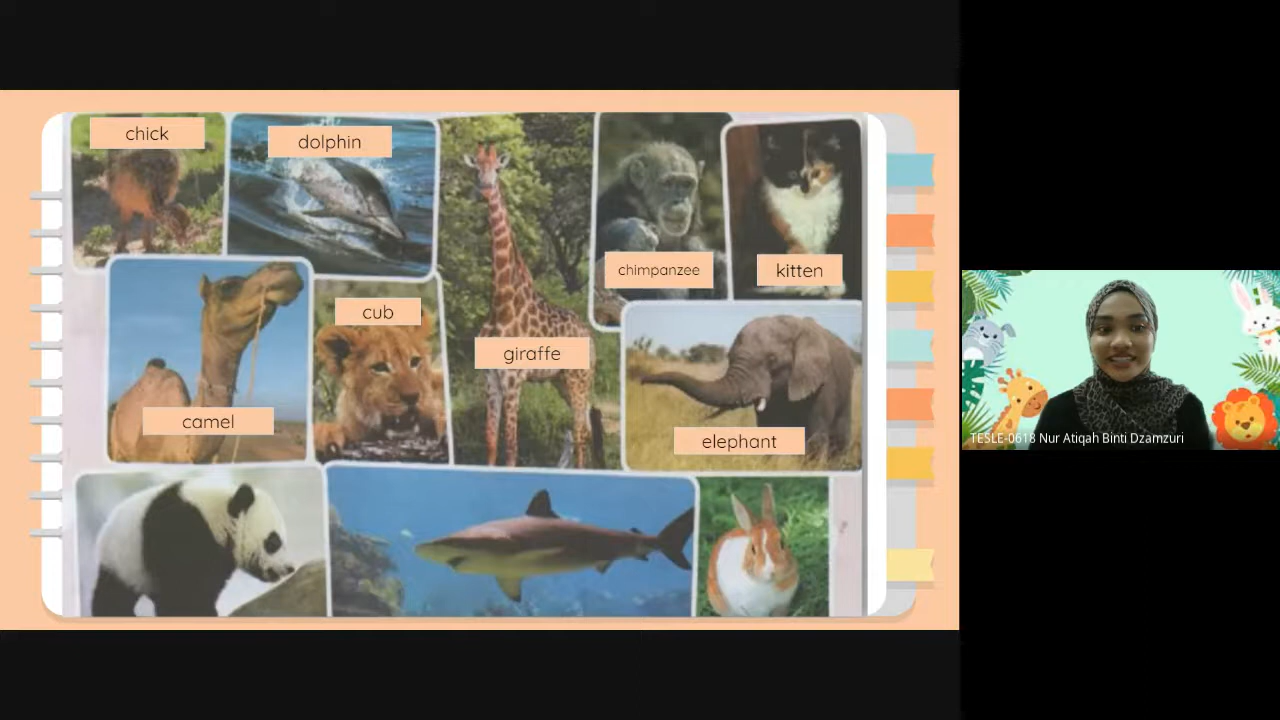 chick
dolphin
chimpanzee
kitten
cub
giraffe
camel
elephant
TESLE-0618 Nur Atiqah Binti Dzamzuri